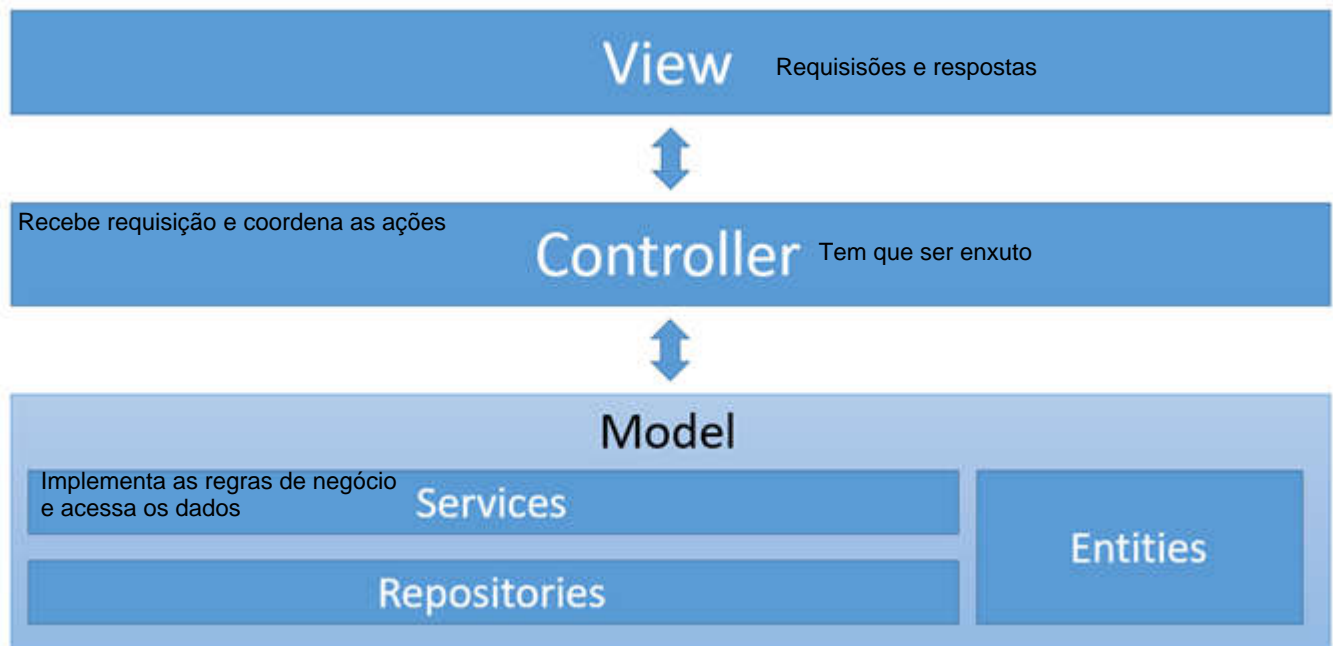 View
Requisisões e respostas
Recebe requisição e coordena as ações
Controller
Tem que ser enxuto
Model
Implementa as regras de negócio
e acessa os dados
Services
Entities
Repositories